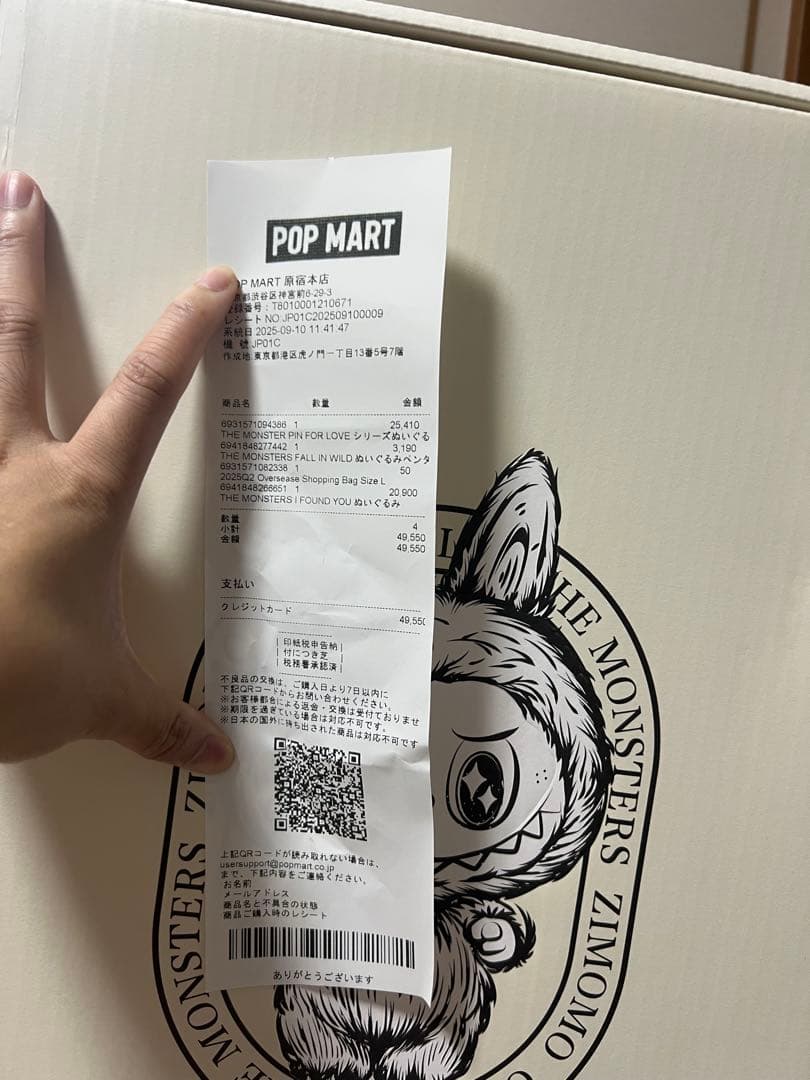 POP MART
OP MART 原宿本店
都渋谷区神宮前6-29-3
登録番号：T8010001210671
レシートNO:JP01C202509100009
系統日 2025-09-10 11:41:47
機 號 JP01C
作成地:東京都港区虎ノ門一丁目13番5号7階
商品名 数量 金額
6931571094386 1 25,410
THE MONSTER PIN FOR LOVE シリーズぬいぐる
6941848277442 1 3,190
THE MONSTERS FALL IN WILD ぬいぐるみペンタ
6931571082338 1 50
2025Q2 Oversease Shopping Bag Size L
6941848266651 1 20,900
THE MONSTERS I FOUND YOU ぬいぐるみ
数量 4
小計 49,550
金額 49,550
支払い
クレジットカード 49,550
印紙税申告納
付につき芝
税務署承認済
不良品の交換は、ご購入日より7日以内に
下記QRコードからお問い合わせください。
※お客様都合による返金・交換は受付ておりませ
※期限を過ぎている場合は対応不可です。
※日本の国外に持ち出された商品は対応不可です
上記QRコードが読み取れない場合は、
usersupport@popmart.co.jp
まで、下記内容をご連絡ください。
お名前
メールアドレス
商品名と不具合の状態
商品ご購入時のレシート
ありがとうございます
THE MONSTERS ZIMOMO
THE MONSTERS ZI